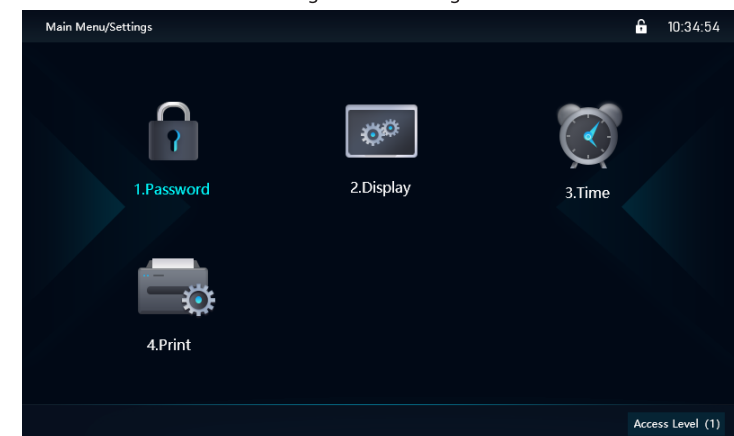 Main Menu/Settings
10:34:54
1.Password
2.Display
3.Time
4.Print
Access Level (1)